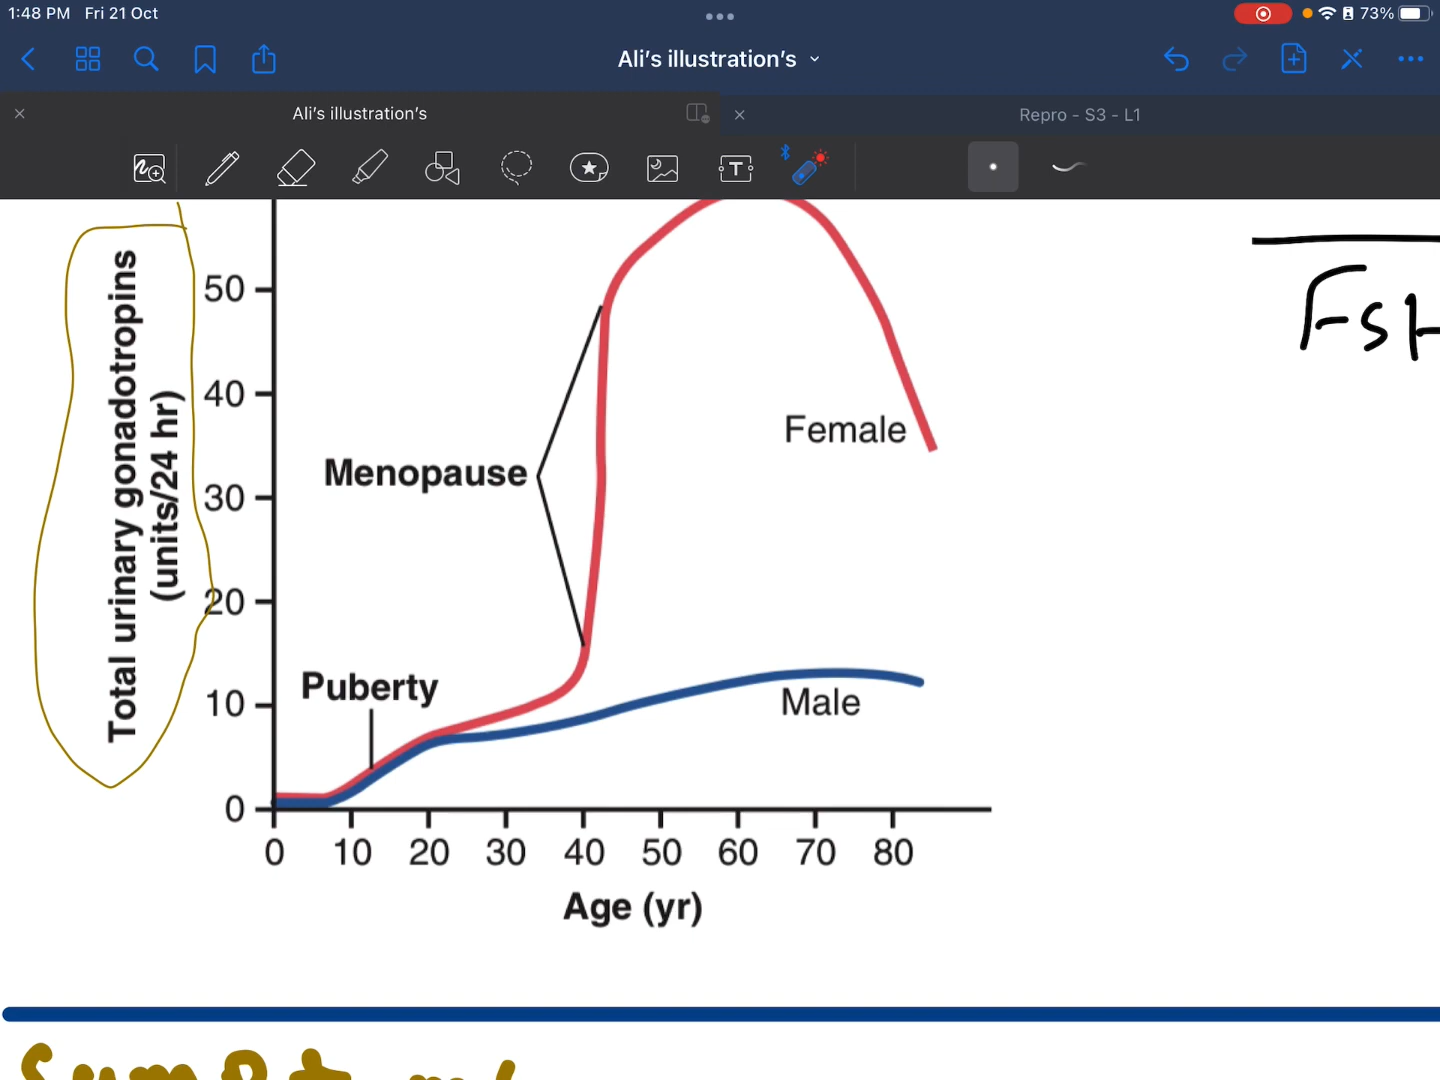 1:48 PM Fri 21 Oct
73%
Ali's illustration's
Ali's illustration's
Repro - S3 - L1
T
Total urinary gonadotropins
(units/24 hr)
50
40
30
20
10
0
Menopause
Puberty
Female
Male
0 10 20 30 40 50 60 70 80
Age (yr)
FSH